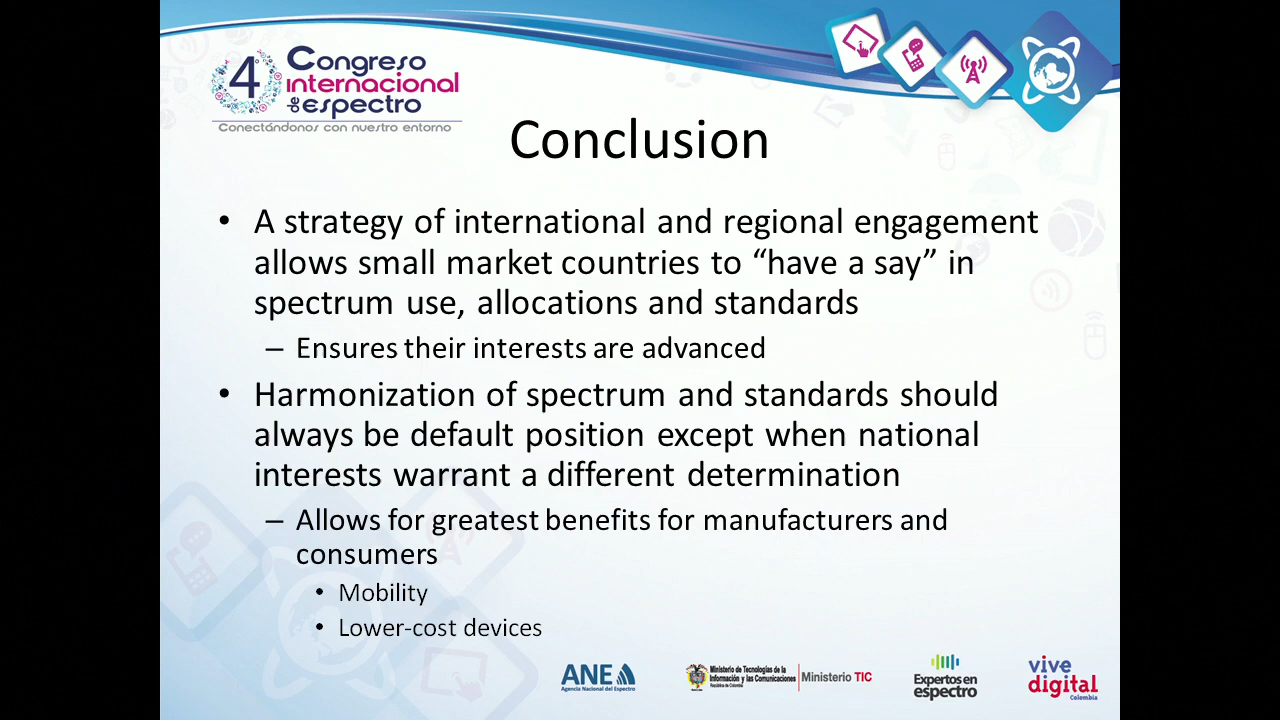 4° Congreso
internacional
de espectro
Conectándonos con nuestro entorno
Conclusion
• A strategy of international and regional engagement
allows small market countries to “have a say” in
spectrum use, allocations and standards
– Ensures their interests are advanced
• Harmonization of spectrum and standards should
always be default position except when national
interests warrant a different determination
– Allows for greatest benefits for manufacturers and
consumers
• Mobility
• Lower-cost devices
ANE
Agencia Nacional del Espectro
Ministerio de Tecnologías de la
Información y las Comunicaciones
República de Colombia
Ministerio TIC
Expertos en
espectro
vive
digital
Colombia